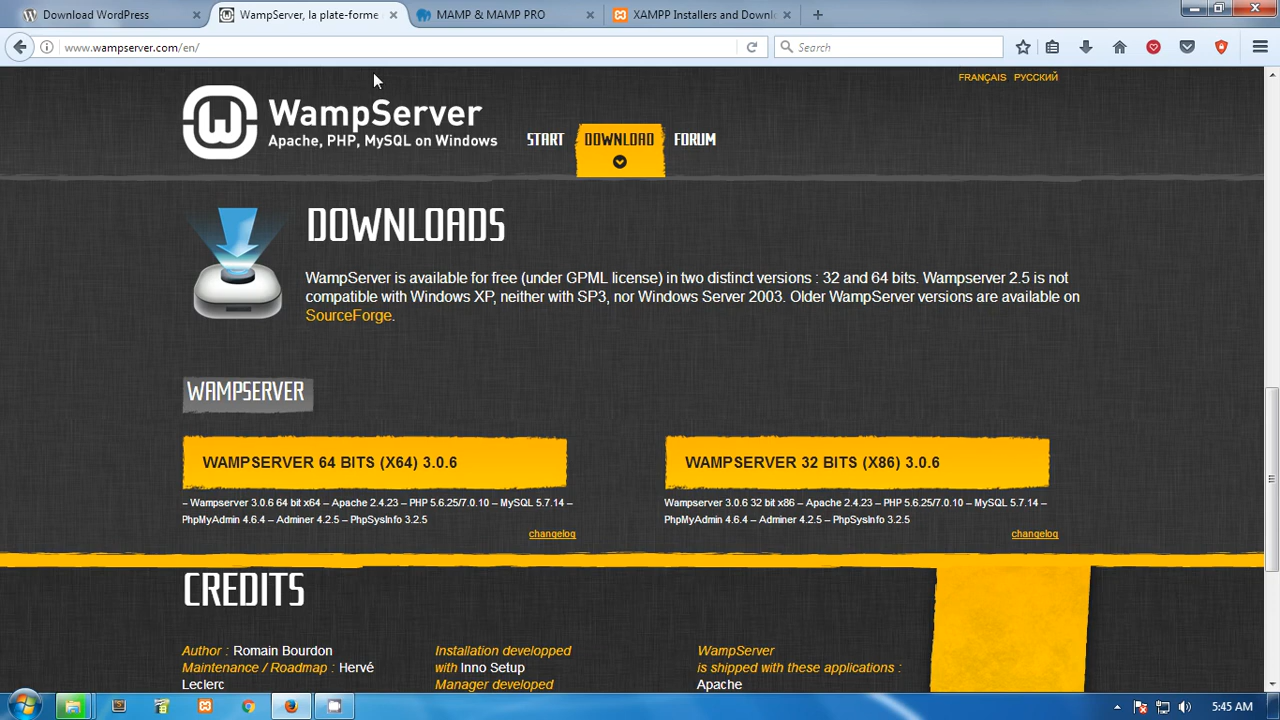 Download WordPress
WampServer, la plate-forme
MAMP & MAMP PRO
XAMPP Installers and Downl
www.wampserver.com/en/
Search
FRANÇAIS РУССКИЙ
WampServer
Apache, PHP, MySQL on Windows
START DOWNLOAD FORUM
DOWNLOADS
WampServer is available for free (under GPML license) in two distinct versions : 32 and 64 bits. Wampserver 2.5 is not
compatible with Windows XP, neither with SP3, nor Windows Server 2003. Older WampServer versions are available on
SourceForge.
WAMPSERVER
WAMPSERVER 64 BITS (X64) 3.0.6
– Wampserver 3.0.6 64 bit x64 – Apache 2.4.23 – PHP 5.6.25/7.0.10 – MySQL 5.7.14 –
PhpMyAdmin 4.6.4 – Adminer 4.2.5 – PhpSysInfo 3.2.5
changelog
WAMPSERVER 32 BITS (X86) 3.0.6
Wampserver 3.0.6 32 bit x86 – Apache 2.4.23 – PHP 5.6.25/7.0.10 – MySQL 5.7.14 –
PhpMyAdmin 4.6.4 – Adminer 4.2.5 – PhpSysInfo 3.2.5
changelog
CREDITS
Author : Romain Bourdon
Maintenance / Roadmap : Hervé
Leclerc
Installation developped
with Inno Setup
Manager developed
WampServer
is shipped with these applications :
Apache
5:45 AM